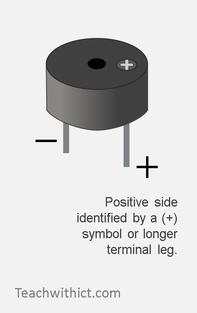 +
− +
Positive side
identified by a (+)
symbol or longer
terminal leg.
Teachwithict.com